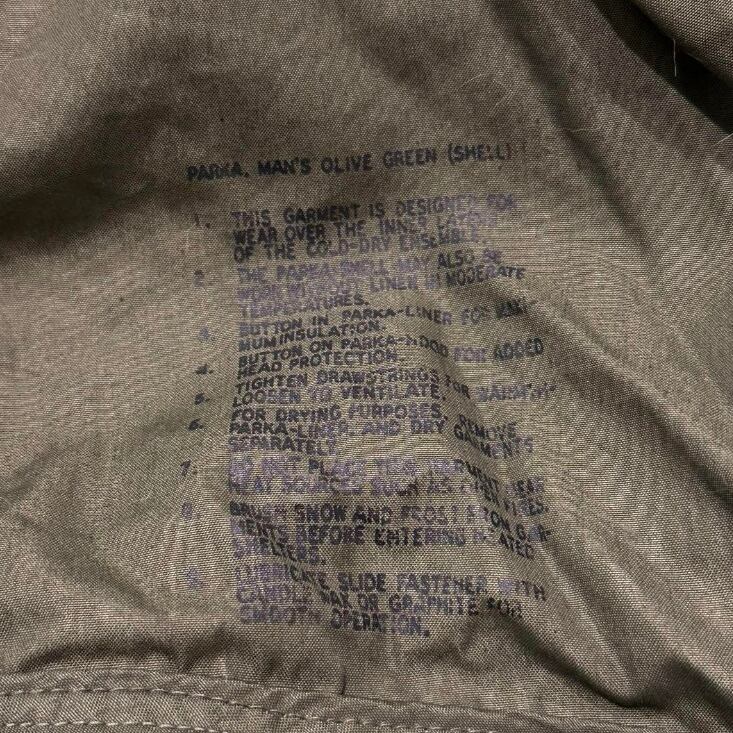 PARKA, MAN'S OLIVE GREEN (SHELL)
1. THIS GARMENT IS DESIGNED FOR
WEAR OVER THE INNER LAYERS
OF THE COLD-DRY ENSEMBLE.
2. THE PARKA-SHELL MAY ALSO BE
WORN WITHOUT LINER IN MODERATE
TEMPERATURES.
3. BUTTON IN PARKA-LINER FOR MAXI-
MUM INSULATION.
4. BUTTON ON PARKA-HOOD FOR ADDED
HEAD PROTECTION.
5. TIGHTEN DRAWSTRINGS FOR WARMTH-
LOOSEN TO VENTILATE.
6. FOR DRYING PURPOSES, REMOVE
PARKA-LINER, AND DRY GARMENTS
SEPARATELY.
7. DO NOT PLACE THIS GARMENT NEAR
HEAT SOURCES SUCH AS OPEN FIRES.
8. BRUSH SNOW AND FROST FROM GAR-
MENTS BEFORE ENTERING HEATED
SHELTERS.
9. LUBRICATE SLIDE FASTENER WITH
CANDLE WAX OR GRAPHITE FOR
SMOOTH OPERATION.